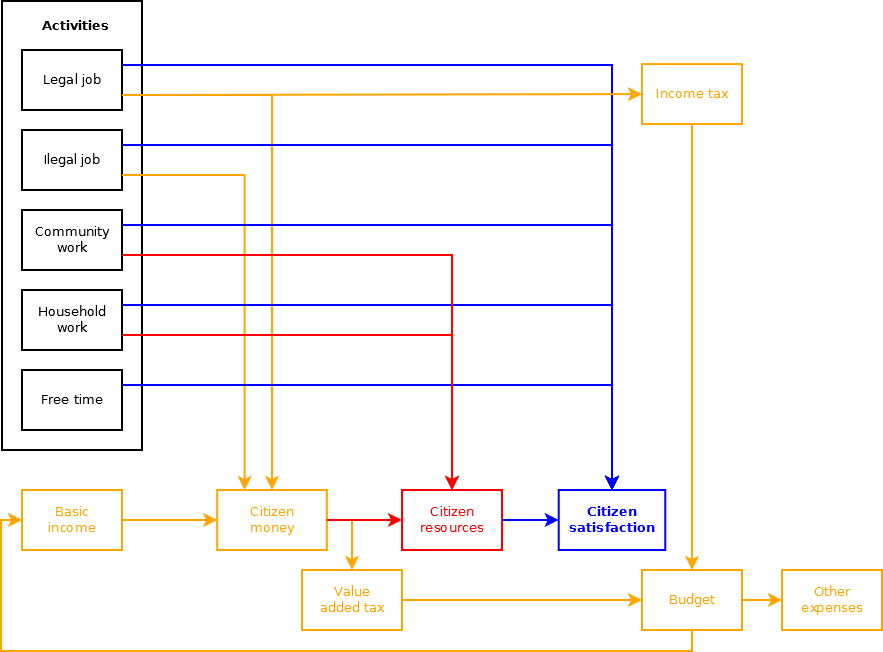 Activities
Legal job
Income tax
Ilegal job
Community
work
Household
work
Free time
Basic
income
Citizen
money
Citizen
resources
Citizen
satisfaction
Value
added tax
Budget
Other
expenses